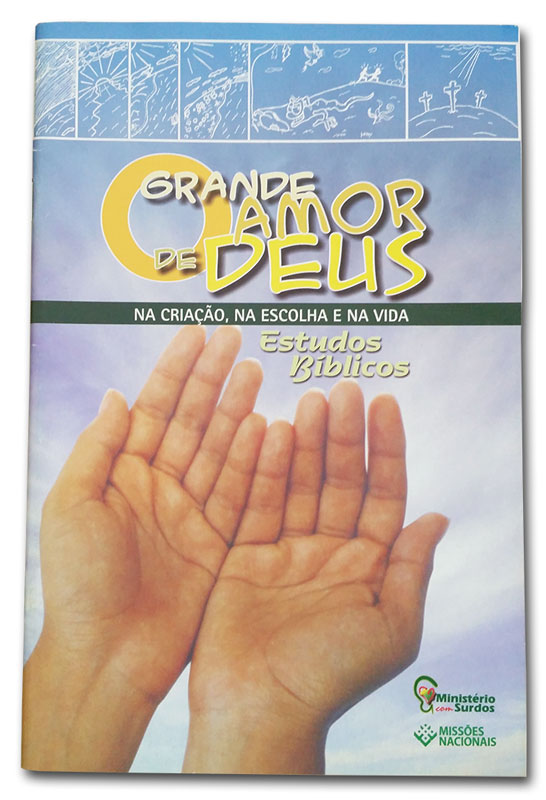 O GRANDE
AMOR
DE DEUS
NA CRIAÇÃO, NA ESCOLHA E NA VIDA
Estudos
Bíblicos
Ministério
com Surdos
MISSÕES
NACIONAIS